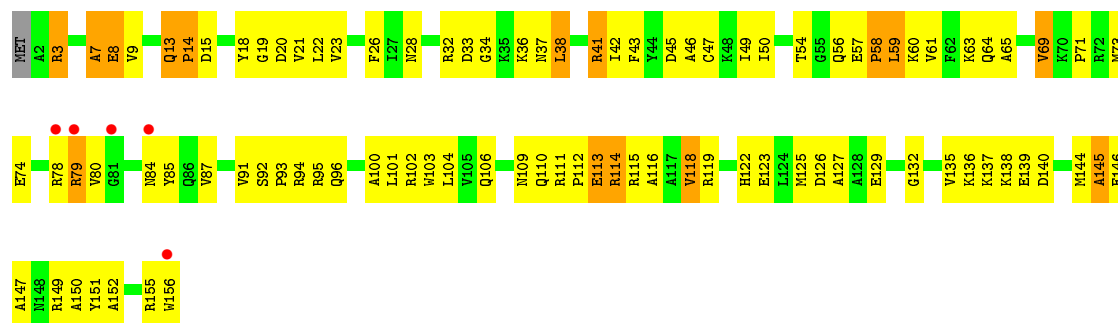 MET A2 R3 A7 E8 V9 Q13 P14 D15 Y18 G19 D20 V21 L22 V23 F26 I27 N28 R32 D33 G34 K35 K36 N37 L38 R41 I42 F43 Y44 D45 A46 C47 K48 I49 I50 T54 G55 Q56 E57 P58 L59 K60 V61 F62 K63 Q64 A65 V69 K70 P71 R72 M73
E74 R78 R79 V80 G81 N84 Y85 Q86 V87 V91 S92 P93 R94 R95 Q96 A100 L101 R102 W103 L104 V105 Q106 N109 Q110 R111 P112 E113 R114 R115 A116 A117 V118 R119 H122 E123 L124 M125 D126 A127 A128 E129 G132 V135 K136 K137 K138 E139 D140 M144 A145 E146
A147 N148 R149 A150 Y151 A152 R155 W156